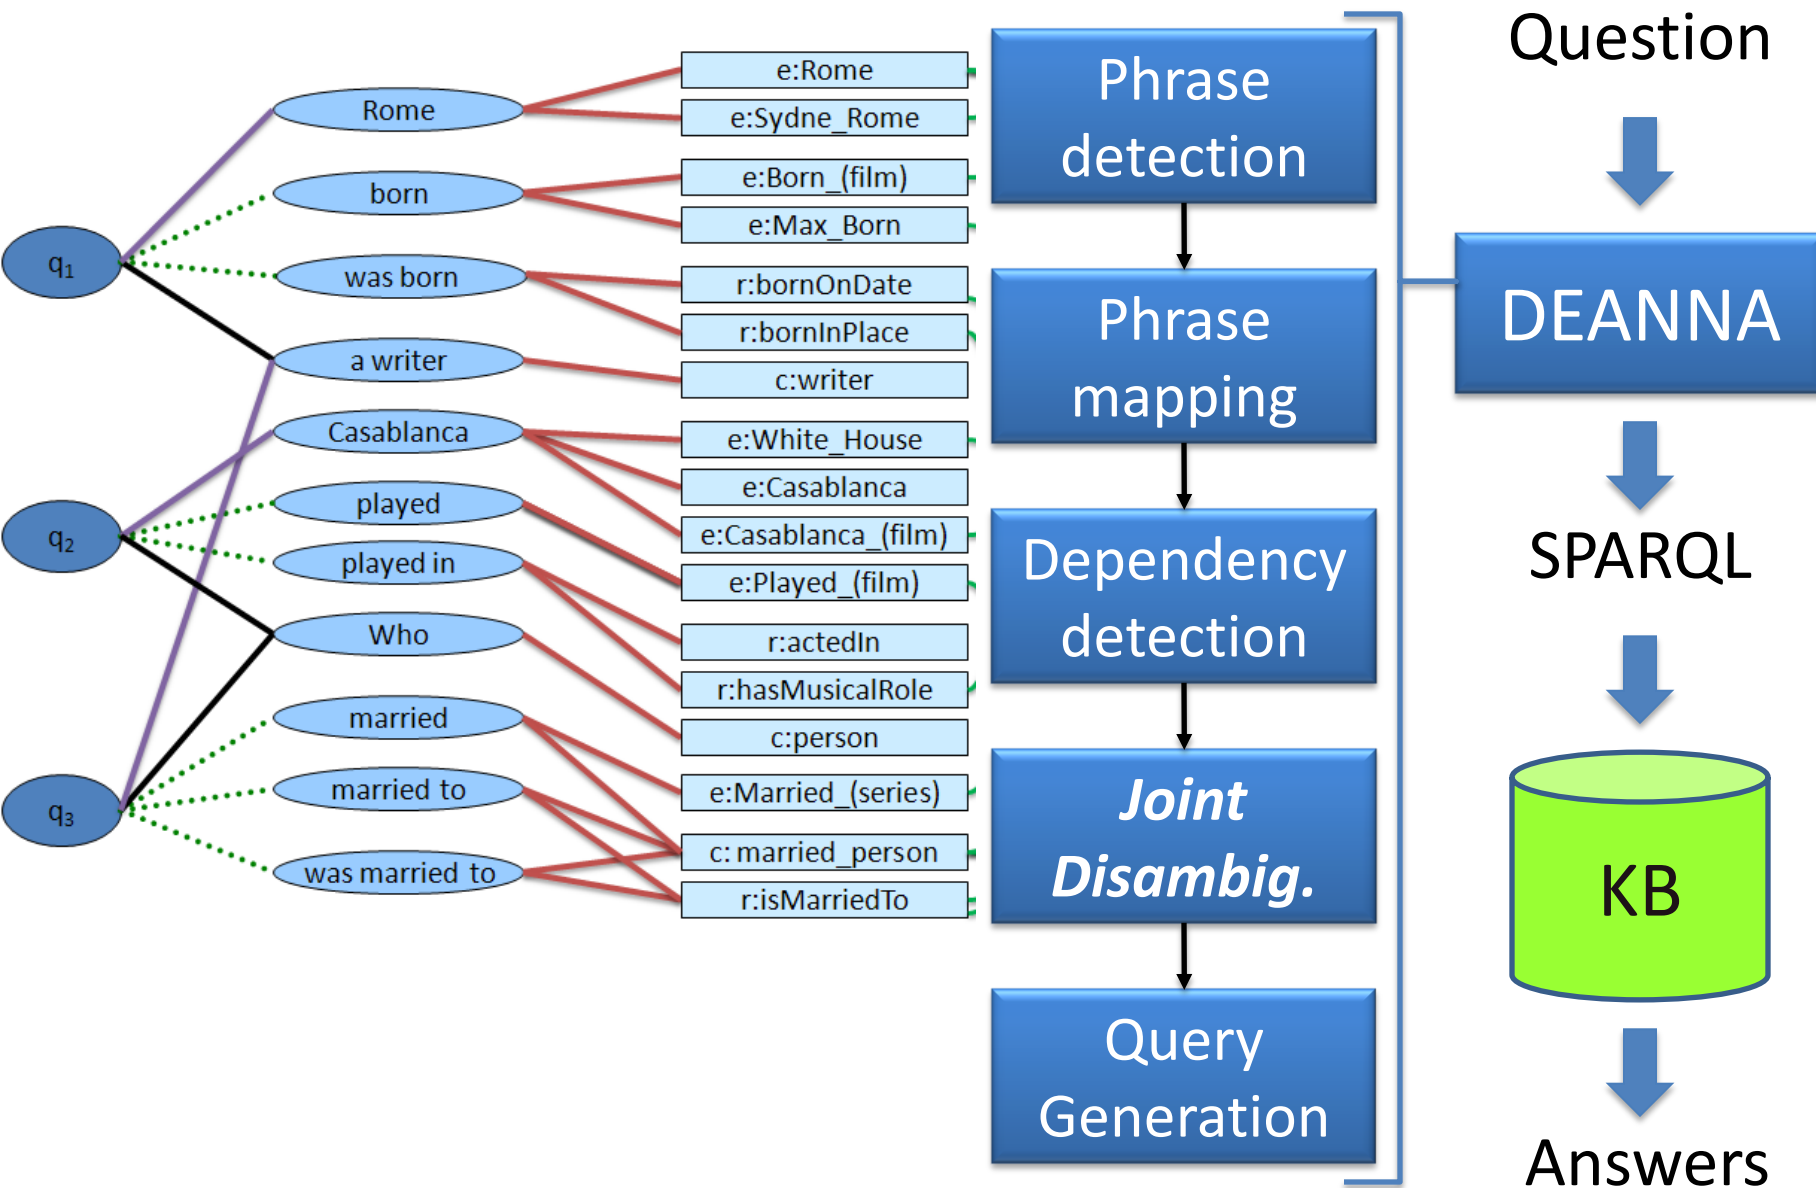 q1
q2
q3
Rome
born
was born
a writer
Casablanca
played
played in
Who
married
married to
was married to
e:Rome
e:Sydne_Rome
e:Born_(film)
e:Max_Born
r:bornOnDate
r:bornInPlace
c:writer
e:White_House
e:Casablanca
e:Casablanca_(film)
e:Played_(film)
r:actedIn
r:hasMusicalRole
c:person
e:Married_(series)
c: married_person
r:isMarriedTo
Phrase
detection
Phrase
mapping
Dependency
detection
Joint
Disambig.
Query
Generation
Question
DEANNA
SPARQL
KB
Answers